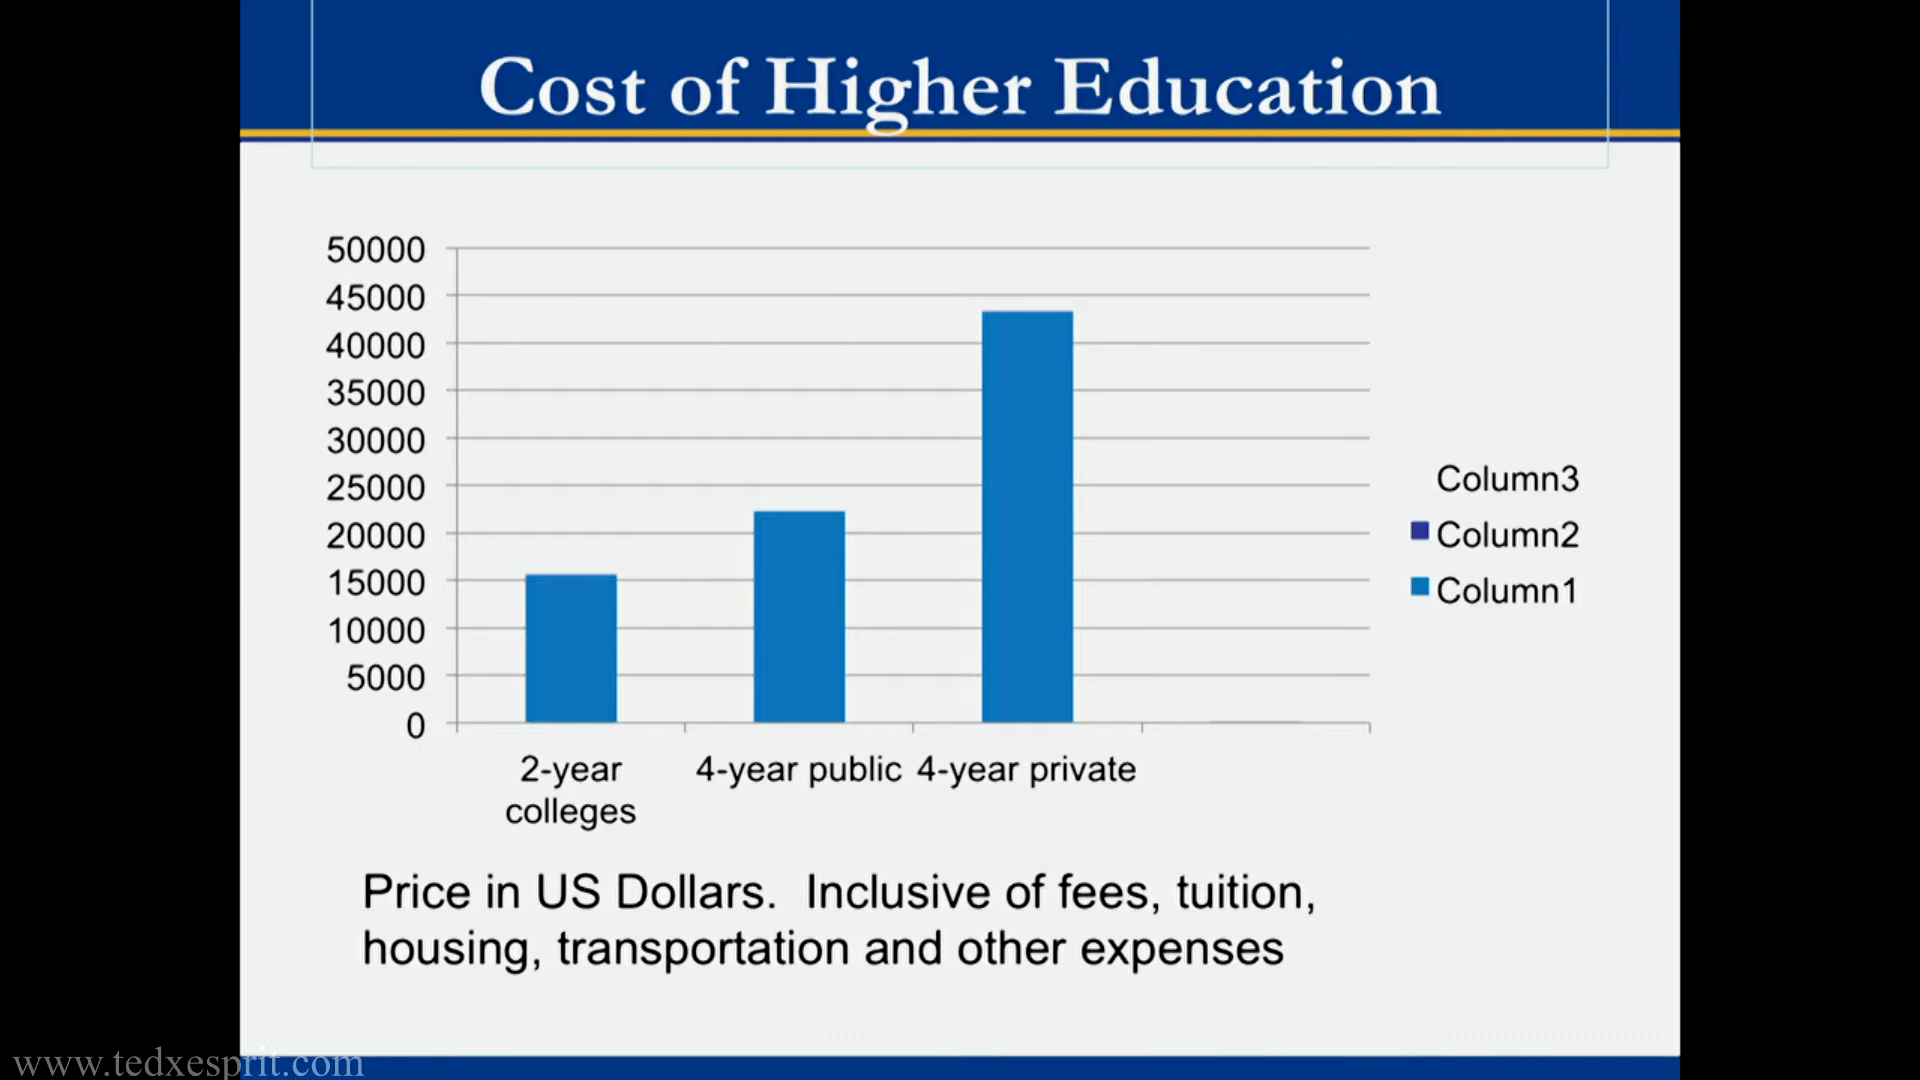 Cost of Higher Education
50000
45000
40000
35000
30000
25000
20000
15000
10000
5000
0
2-year
colleges
4-year public
4-year private
Column3
Column2
Column1
Price in US Dollars.  Inclusive of fees, tuition,
housing, transportation and other expenses
www.tedxesprit.com